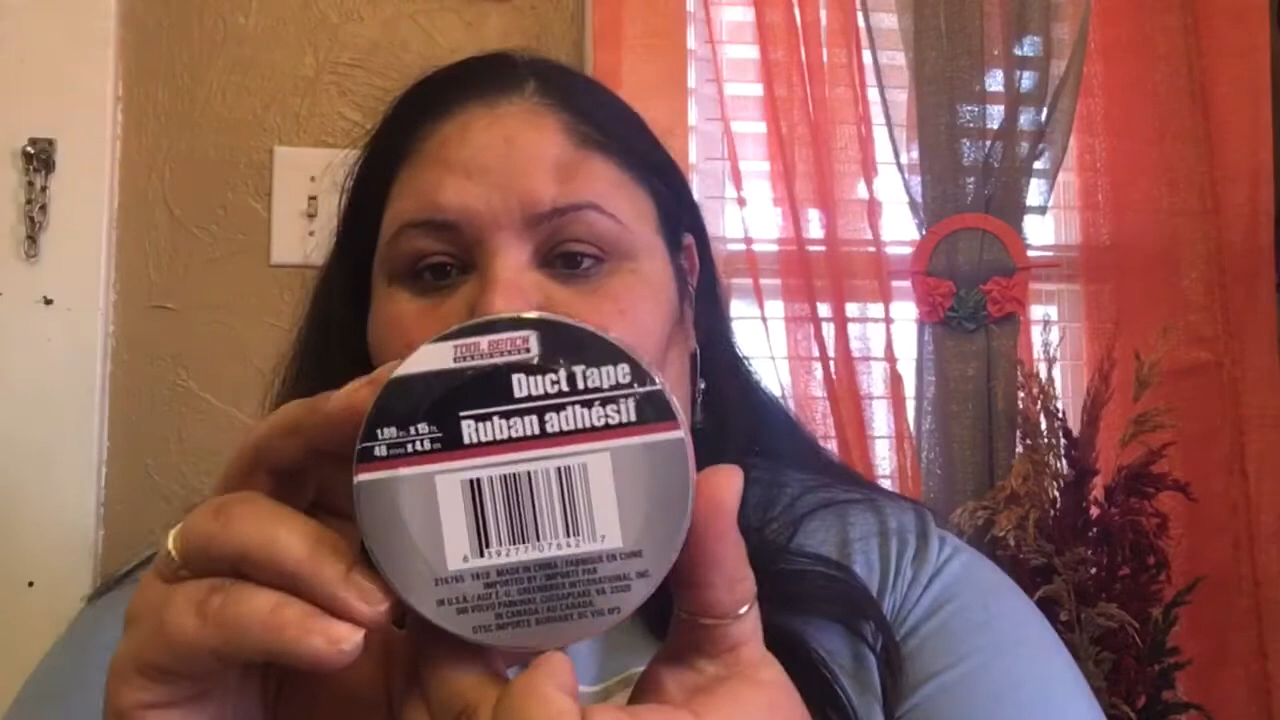 TOOL BENCH
HARDWARE
Duct Tape
Ruban adhésif
1.89 in. x 15 ft.
48 mm x 4.6 m
6 39277 07642 7
216765 1810 MADE IN CHINA / FABRIQUÉ EN CHINE
IMPORTED BY / IMPORTÉ PAR
IN U.S.A. / AUX É.-U. GREENBRIER INTERNATIONAL, INC.
500 VOLVO PARKWAY, CHESAPEAKE, VA 23320
IN CANADA / AU CANADA:
DTSC IMPORTS BURNABY, BC